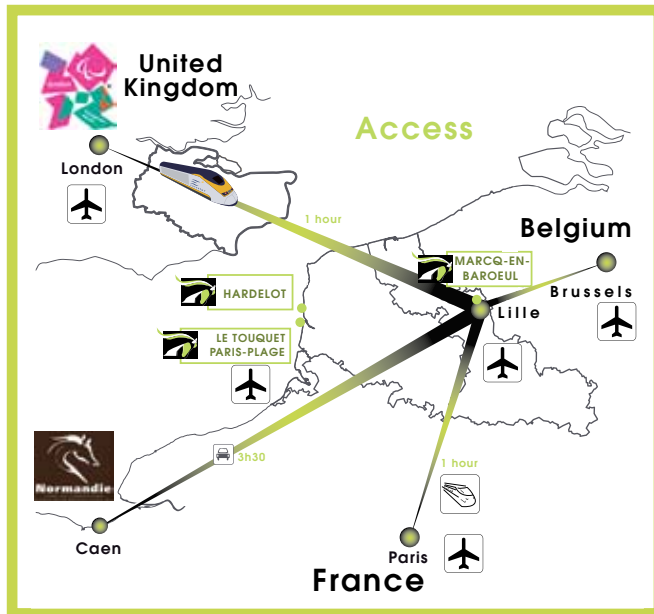 United
Kingdom
Access
London
1 hour
Belgium
MARCQ-EN-
BAROEUL
HARDELOT
Brussels
Lille
LE TOUQUET
PARIS-PLAGE
3h30
1 hour
Normandie
Caen
Paris
France